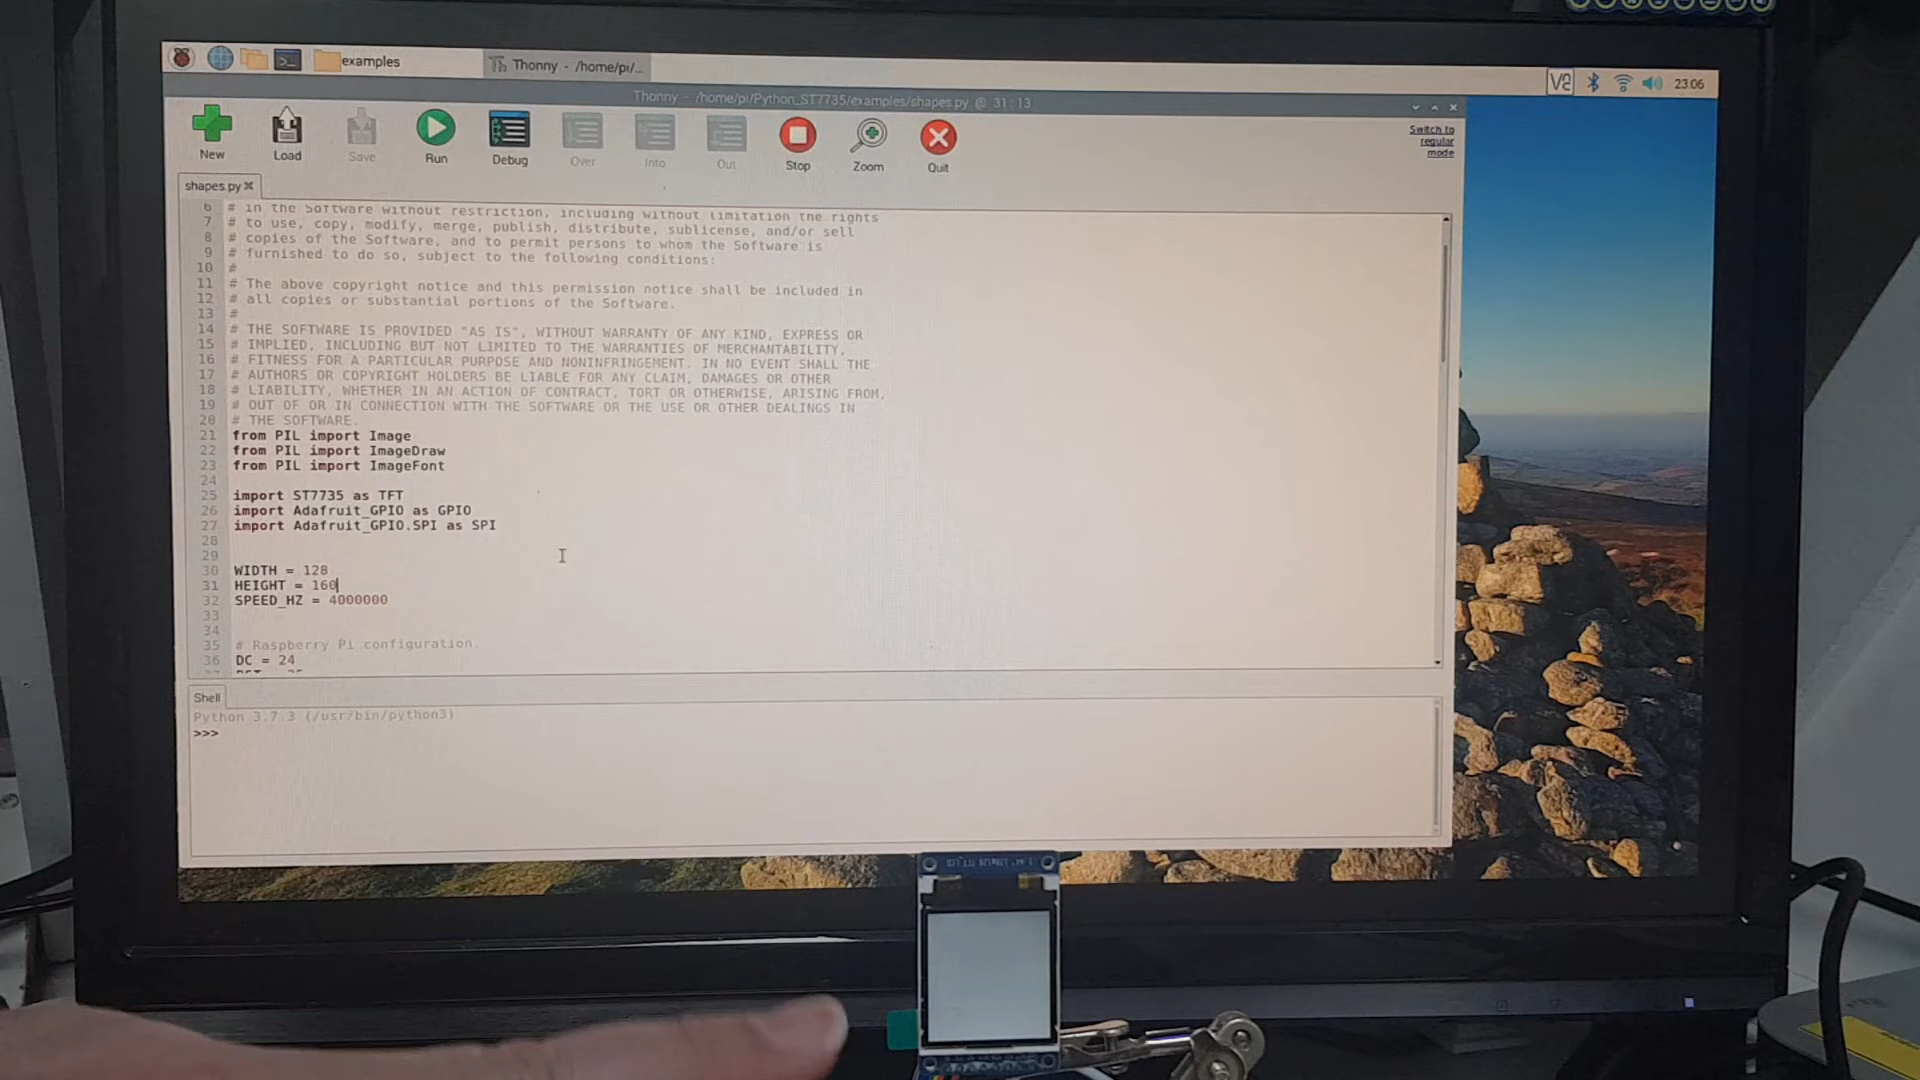 examples
Thonny - /home/pi/...
23:06
Thonny - /home/pi/Python_ST7735/examples/shapes.py @ 31:13
New
Load
Save
Run
Debug
Over
Into
Out
Stop
Zoom
Quit
Switch to
regular
mode
shapes.py
6 # in the Software without restriction, including without limitation the rights
7 # to use, copy, modify, merge, publish, distribute, sublicense, and/or sell
8 # copies of the Software, and to permit persons to whom the Software is
9 # furnished to do so, subject to the following conditions:
10 #
11 # The above copyright notice and this permission notice shall be included in
12 # all copies or substantial portions of the Software.
13 #
14 # THE SOFTWARE IS PROVIDED "AS IS", WITHOUT WARRANTY OF ANY KIND, EXPRESS OR
15 # IMPLIED, INCLUDING BUT NOT LIMITED TO THE WARRANTIES OF MERCHANTABILITY,
16 # FITNESS FOR A PARTICULAR PURPOSE AND NONINFRINGEMENT. IN NO EVENT SHALL THE
17 # AUTHORS OR COPYRIGHT HOLDERS BE LIABLE FOR ANY CLAIM, DAMAGES OR OTHER
18 # LIABILITY, WHETHER IN AN ACTION OF CONTRACT, TORT OR OTHERWISE, ARISING FROM,
19 # OUT OF OR IN CONNECTION WITH THE SOFTWARE OR THE USE OR OTHER DEALINGS IN
20 # THE SOFTWARE.
21 from PIL import Image
22 from PIL import ImageDraw
23 from PIL import ImageFont
24
25 import ST7735 as TFT
26 import Adafruit_GPIO as GPIO
27 import Adafruit_GPIO.SPI as SPI
28
29
30 WIDTH = 128
31 HEIGHT = 160
32 SPEED_HZ = 4000000
33
34
35 # Raspberry Pi configuration.
36 DC = 24
Shell
Python 3.7.3 (/usr/bin/python3)
>>>